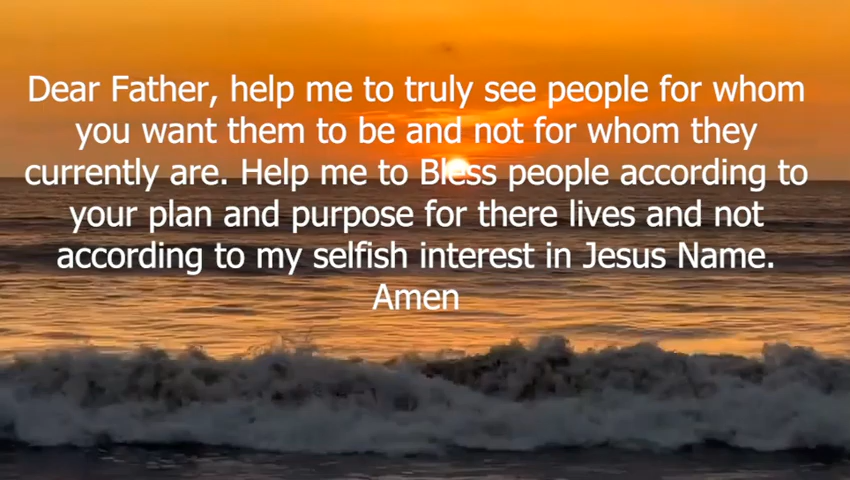 Dear Father, help me to truly see people for whom
you want them to be and not for whom they
currently are. Help me to Bless people according to
your plan and purpose for there lives and not
according to my selfish interest in Jesus Name.
Amen